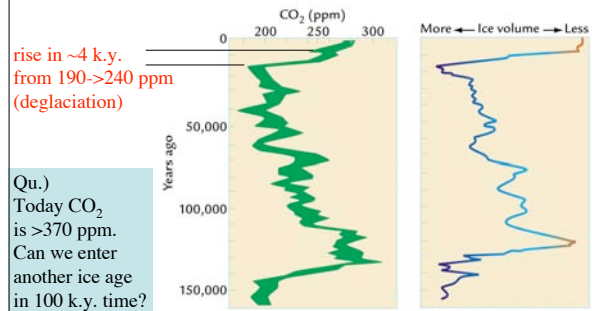 CO₂ (ppm)
200 250 300
More ← Ice volume → Less
rise in ~4 k.y.
from 190->240 ppm
(deglaciation)
0
50,000
100,000
150,000
Years ago
Qu.)
Today CO₂
is >370 ppm.
Can we enter
another ice age
in 100 k.y. time?